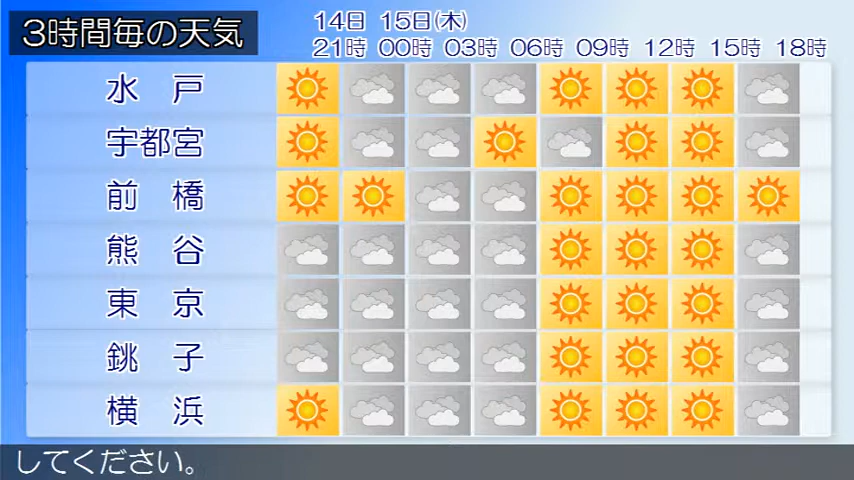 3時間毎の天気
14日 15日(木)
21時 00時 03時 06時 09時 12時 15時 18時
水戸
宇都宮
前橋
熊谷
東京
銚子
横浜
してください。